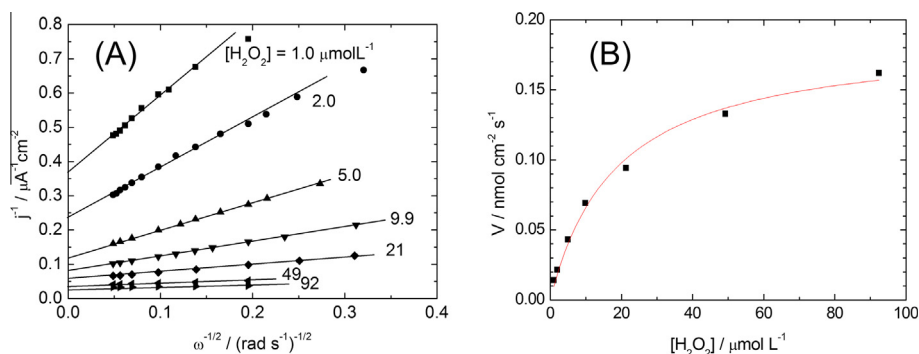 (A)
[H₂O₂] = 1.0 μmolL⁻¹
2.0
5.0
9.9
21
49
92
j⁻¹ / μA⁻¹cm⁻²
0.8
0.7
0.6
0.5
0.4
0.3
0.2
0.1
0.0
0.0 0.1 0.2 0.3 0.4
ω⁻¹/² / (rad s⁻¹)⁻¹/²
(B)
V / nmol cm⁻² s⁻¹
0.20
0.15
0.10
0.05
0.00
0 20 40 60 80 100
[H₂O₂] / μmol L⁻¹